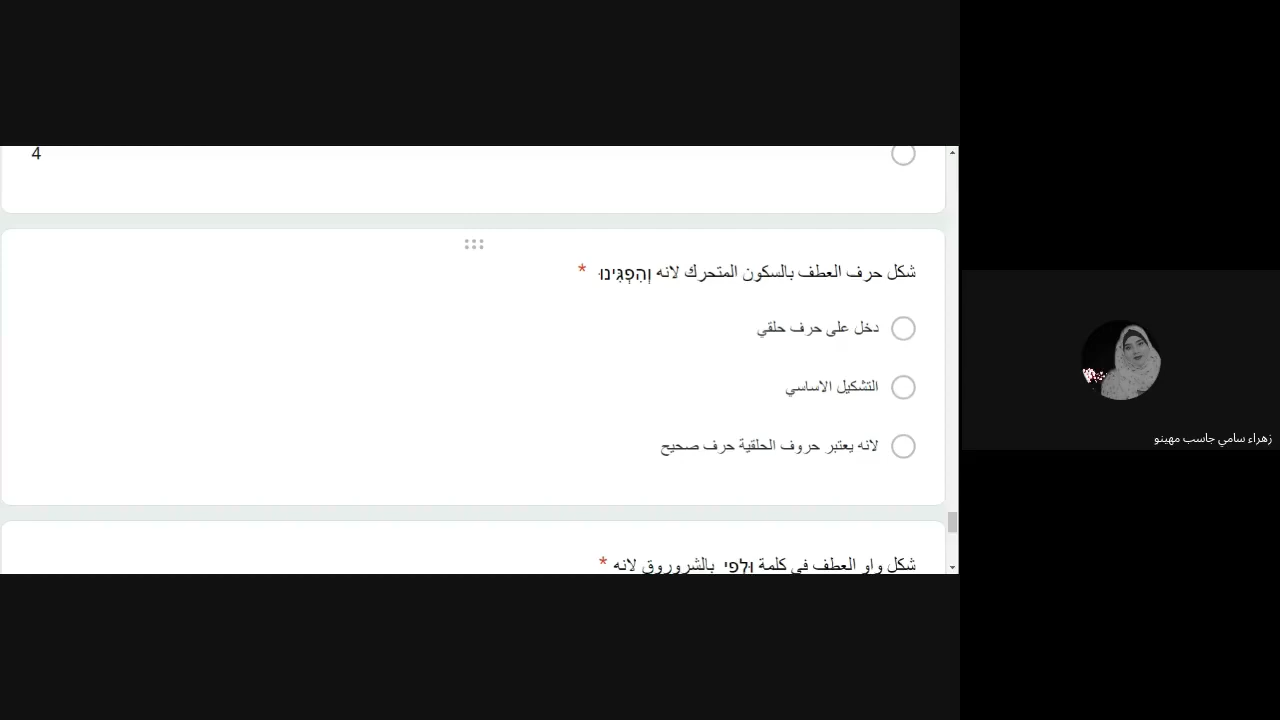 4
شكل حرف العطف بالسكون المتحرك لانه וְהִפְגִּינוּ *
دخل على حرف حلقي
التشكيل الاساسي
لانه يعتبر حروف الحلقية حرف صحيح
زهراء سامي جاسب مهينو
شكل واو العطف في كلمة וּלְפִי بالشروروق لانه *